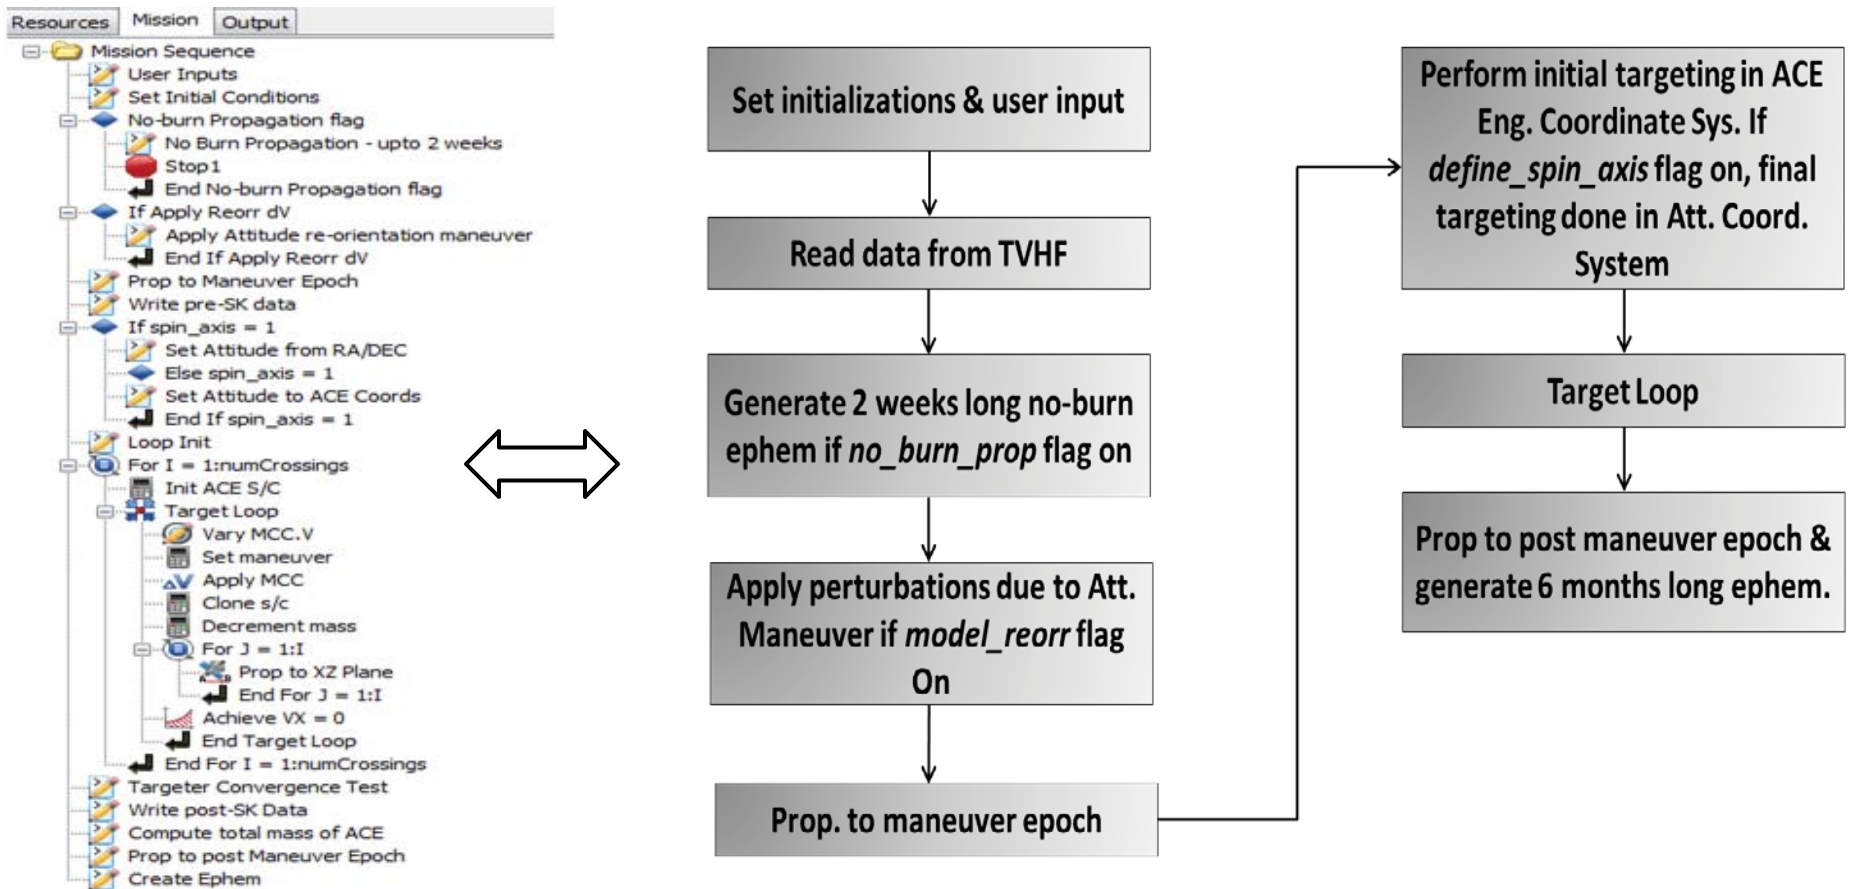 Resources
Mission
Output
Mission Sequence
User Inputs
Set Initial Conditions
No-burn Propagation flag
No Burn Propagation - upto 2 weeks
Stop1
End No-burn Propagation flag
If Apply Reorr dV
Apply Attitude re-orientation maneuver
End If Apply Reorr dV
Prop to Maneuver Epoch
Write pre-SK data
If spin_axis = 1
Set Attitude from RA/DEC
Else spin_axis = 1
Set Attitude to ACE Coords
End If spin_axis = 1
Loop Init
For I = 1:numCrossings
Init ACE S/C
Target Loop
Vary MCC.V
Set maneuver
Apply MCC
Clone s/c
Decrement mass
For J = 1:I
Prop to XZ Plane
End For J = 1:I
Achieve VX = 0
End Target Loop
End For I = 1:numCrossings
Targeter Convergence Test
Write post-SK Data
Compute total mass of ACE
Prop to post Maneuver Epoch
Create Ephem
Set initializations & user input
Read data from TVHF
Generate 2 weeks long no-burn
ephem if no_burn_prop flag on
Apply perturbations due to Att.
Maneuver if model_reorr flag
On
Prop. to maneuver epoch
Perform initial targeting in ACE
Eng. Coordinate Sys. If
define_spin_axis flag on, final
targeting done in Att. Coord.
System
Target Loop
Prop to post maneuver epoch &
generate 6 months long ephem.